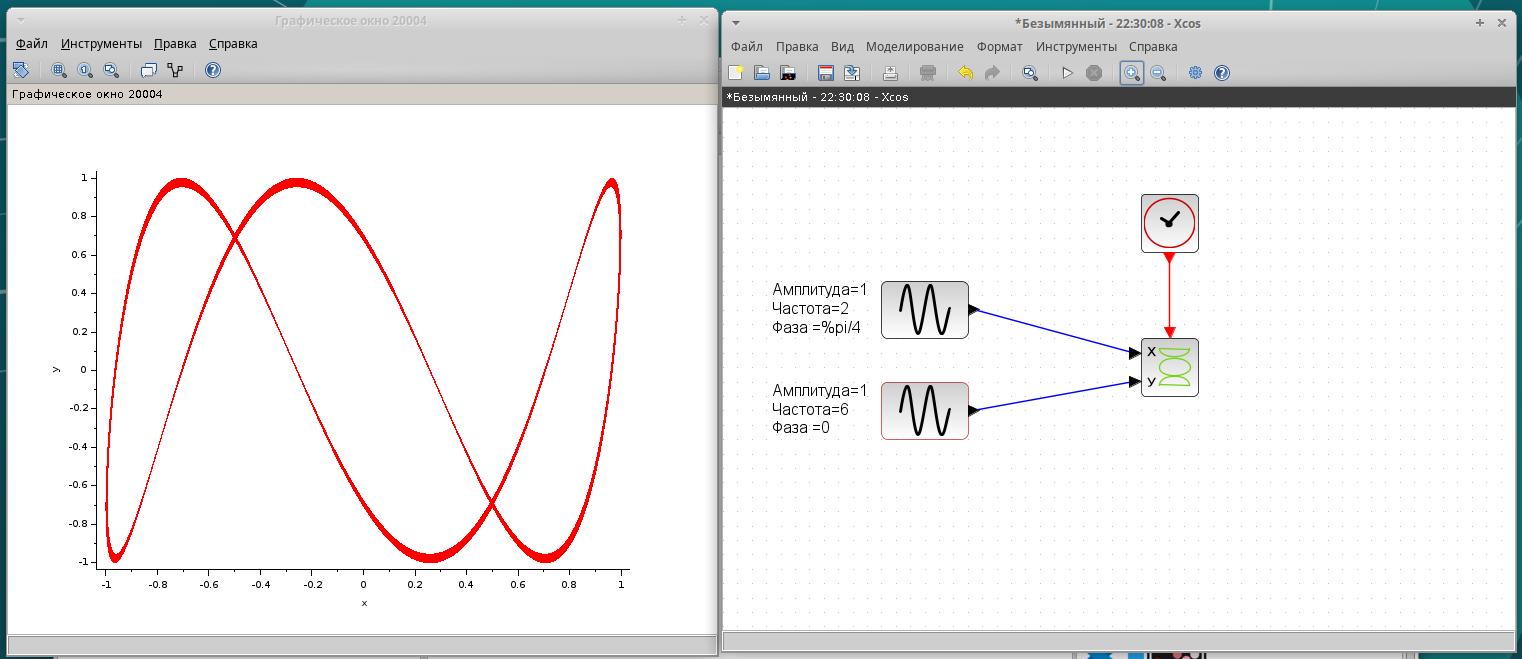 Графическое окно 20004
Файл Инструменты Правка Справка
Графическое окно 20004
1
0.8
0.6
0.4
0.2
0
-0.2
-0.4
-0.6
-0.8
-1
y
-1 -0.8 -0.6 -0.4 -0.2 0 0.2 0.4 0.6 0.8 1
x
*Безымянный - 22:30:08 - Xcos
Файл Правка Вид Моделирование Формат Инструменты Справка
*Безымянный - 22:30:08 - Xcos
Амплитуда=1
Частота=2
Фаза =%pi/4
Амплитуда=1
Частота=6
Фаза =0
X
y